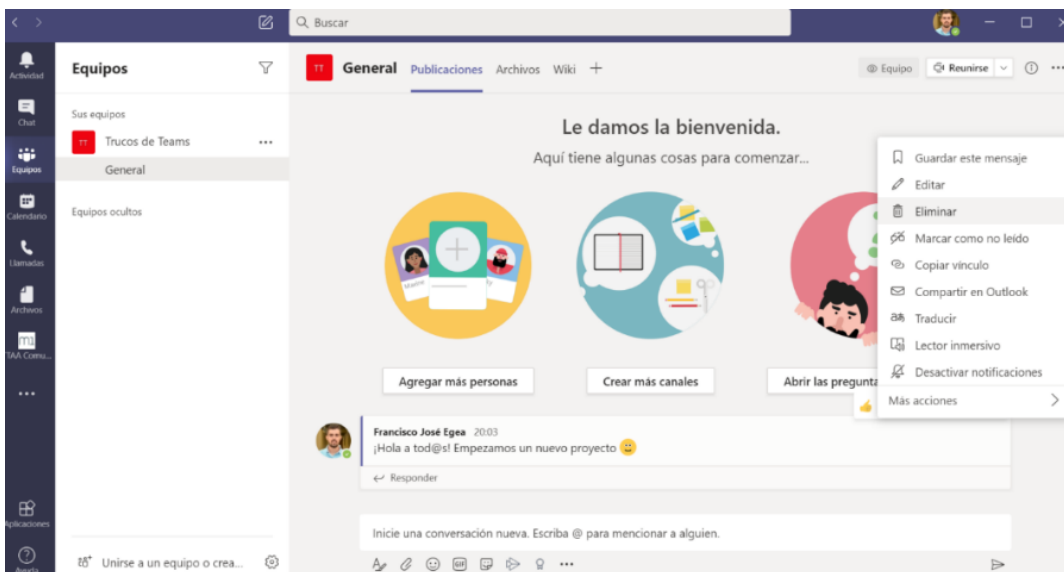 Buscar
Actividad
Chat
Equipos
Calendario
Llamadas
Archivos
TAA Comu...
Aplicaciones
Ayuda
Equipos
Sus equipos
TT Trucos de Teams
General
Equipos ocultos
Unirse a un equipo o crea...
TT General Publicaciones Archivos Wiki
Equipo Reunirse
Le damos la bienvenida.
Aquí tiene algunas cosas para comenzar...
Agregar más personas
Crear más canales
Abrir las pregunta
Guardar este mensaje
Editar
Eliminar
Marcar como no leído
Copiar vínculo
Compartir en Outlook
Traducir
Lector inmersivo
Desactivar notificaciones
Más acciones
Francisco José Egea 20:03
¡Hola a tod@s! Empezamos un nuevo proyecto
Responder
Inicie una conversación nueva. Escriba @ para mencionar a alguien.
GIF